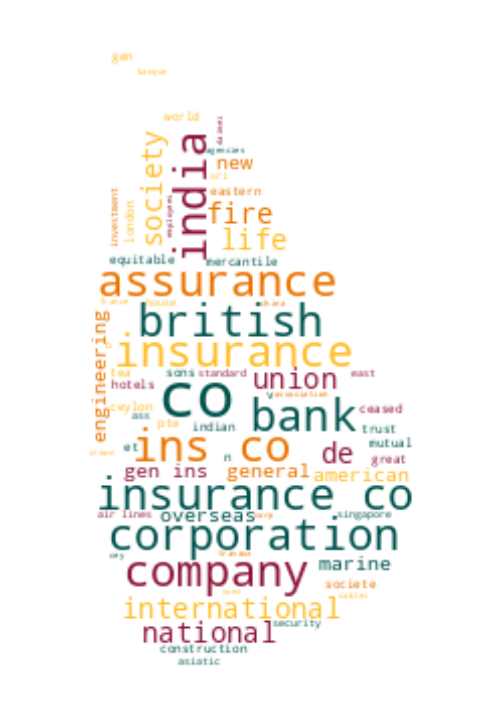 gen
banque
world
society
india
agencies
new
sri
eastern
investment
london
employees
fire
life
equitable
mercantile
assurance
france
house
china
british
engineering
insurance
tea
sons
standard
union
east
hotels
co
association
ceylon
ass
bank
ceased
pte
indian
trust
et
ins co
mutual
n
de
great
gen ins
general
american
insurance co
air lines
overseas
corp
singapore
corporation
company
marine
societe
international
cables
national
security
construction
asiatic